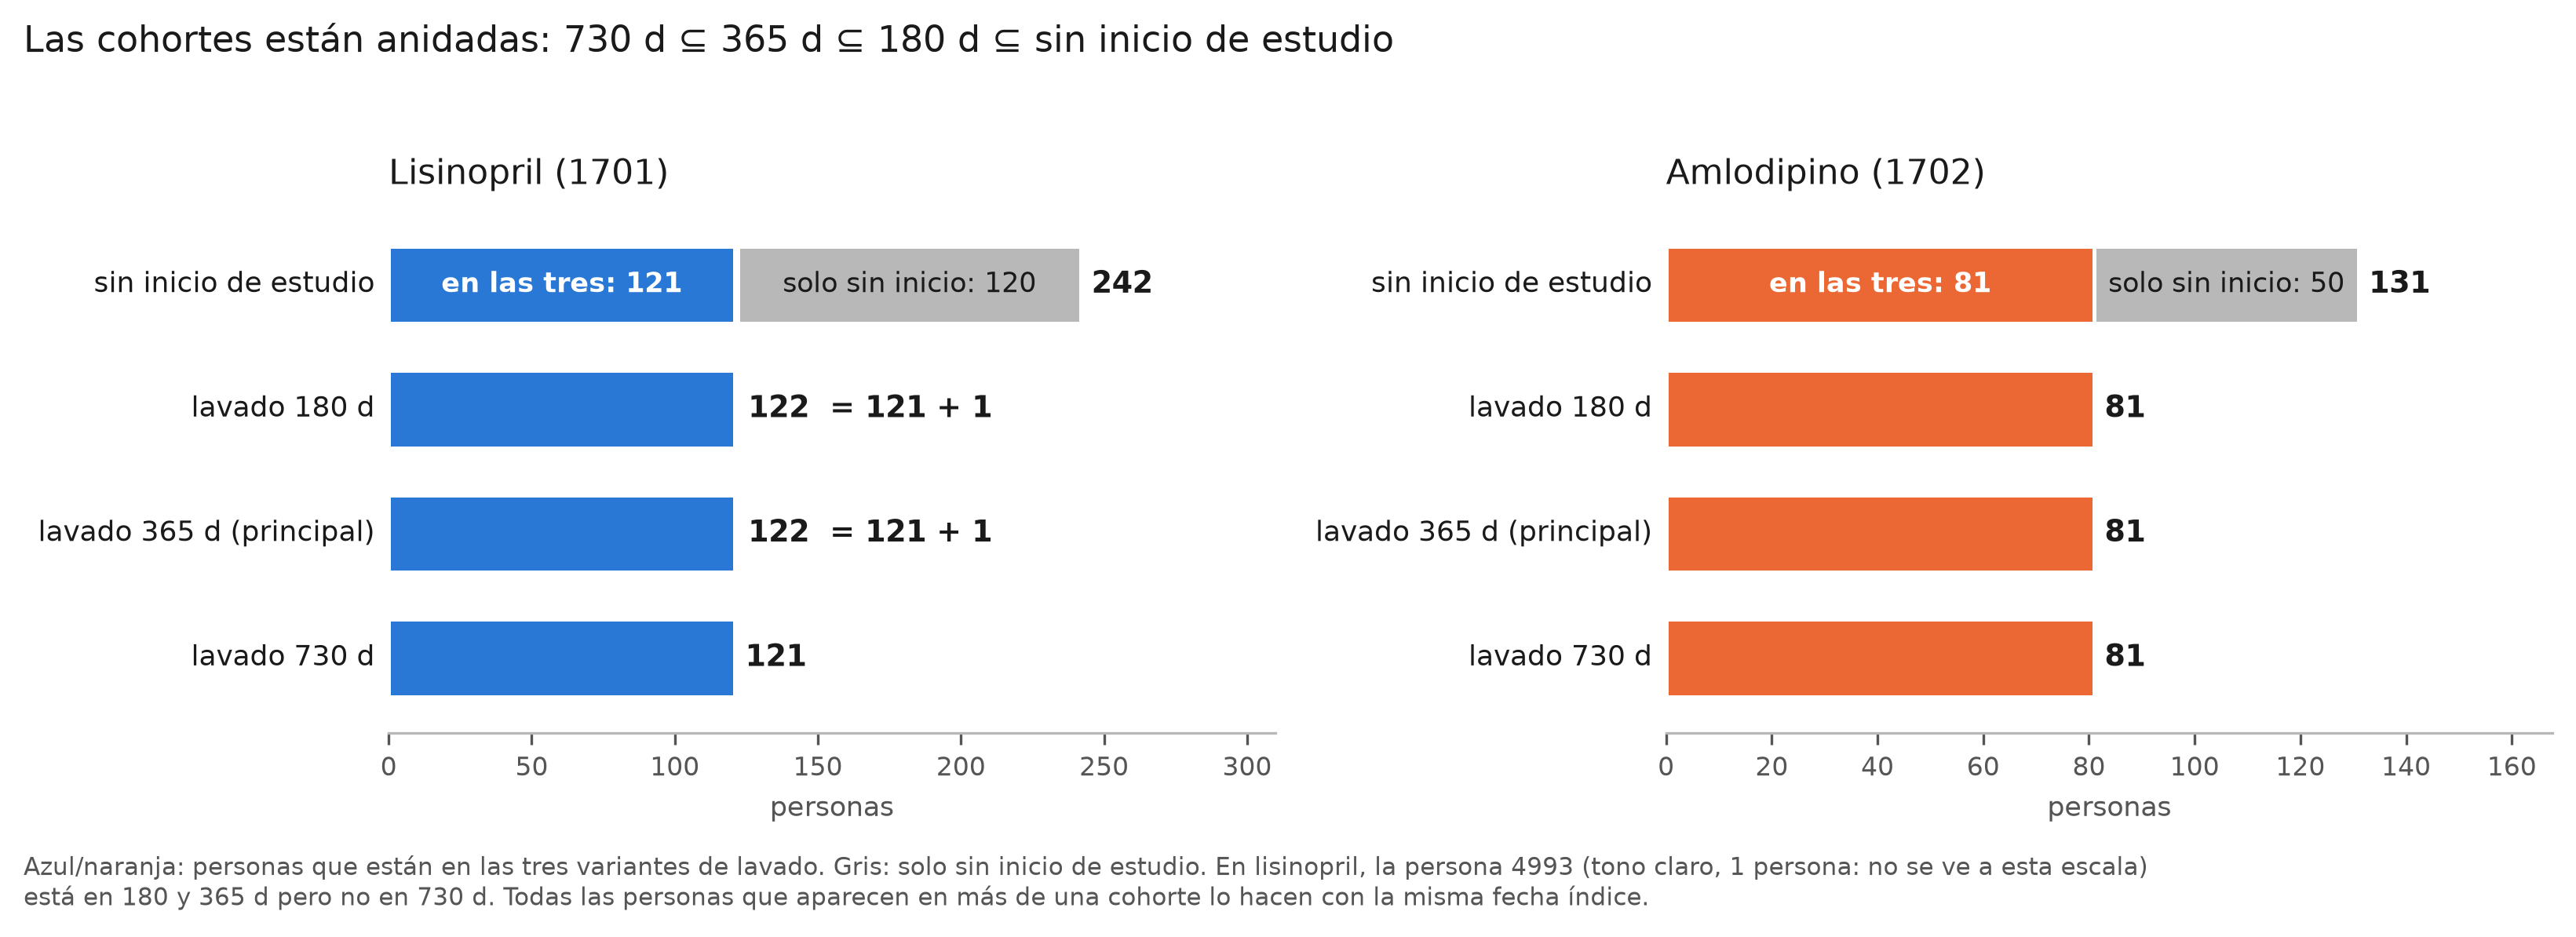 Las cohortes están anidadas: 730 d ⊆ 365 d ⊆ 180 d ⊆ sin inicio de estudio
Lisinopril (1701)
sin inicio de estudio
en las tres: 121
solo sin inicio: 120
242
lavado 180 d
122 = 121 + 1
lavado 365 d (principal)
122 = 121 + 1
lavado 730 d
121
0 50 100 150 200 250 300
personas
Amlodipino (1702)
sin inicio de estudio
en las tres: 81
solo sin inicio: 50
131
lavado 180 d
81
lavado 365 d (principal)
81
lavado 730 d
81
0 20 40 60 80 100 120 140 160
personas
Azul/naranja: personas que están en las tres variantes de lavado. Gris: solo sin inicio de estudio. En lisinopril, la persona 4993 (tono claro, 1 persona: no se ve a esta escala)
está en 180 y 365 d pero no en 730 d. Todas las personas que aparecen en más de una cohorte lo hacen con la misma fecha índice.